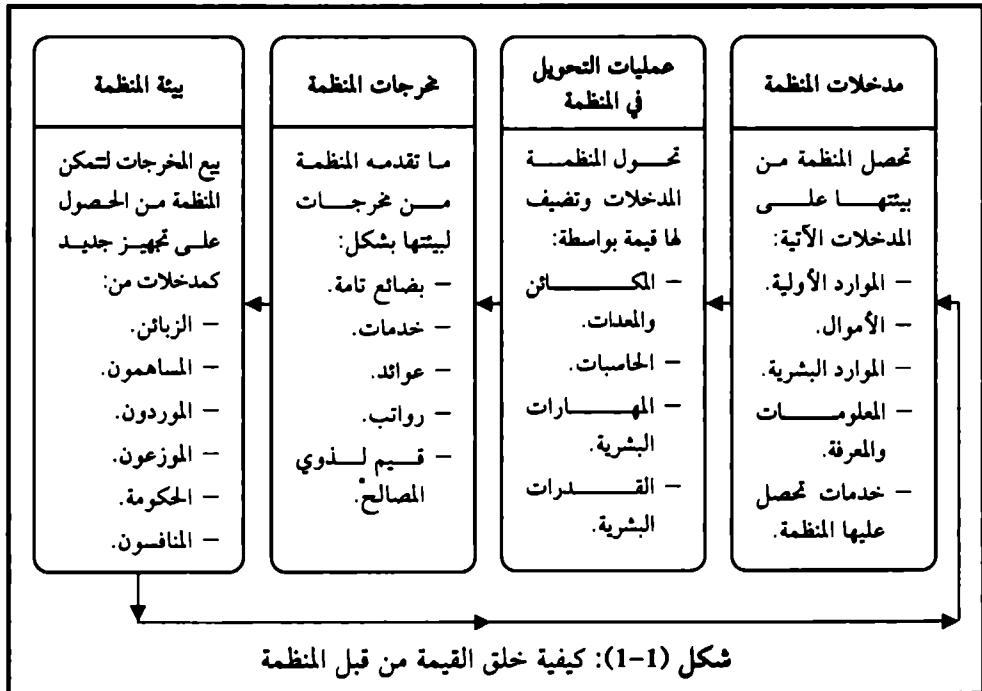 مدخلات المنظمة
تحصل المنظمة من
بيئتها على
المدخلات الآتية:
– الموارد الأولية.
– الأموال.
– الموارد البشرية.
– المعلومات
والمعرفة.
– خدمات تحصل
عليها المنظمة.
عمليات التحويل
في المنظمة
تحول المنظمة
المدخلات وتضيف
لها قيمة بواسطة:
– المكائن
والمعدات.
– الحاسبات.
– المهارات
البشرية.
– القدرات
البشرية.
مخرجات المنظمة
ما تقدمه المنظمة
من مخرجات
لبيئتها بشكل:
– بضائع تامة.
– خدمات.
– عوائد.
– رواتب.
– قيم لذوي
المصالح.
بيئة المنظمة
بيع المخرجات لتتمكن
المنظمة من الحصول
على تجهيز جديد
كمدخلات من:
– الزبائن.
– المساهمون.
– الموردون.
– الموزعون.
– الحكومة.
– المنافسون.
شكل (1-1): كيفية خلق القيمة من قبل المنظمة